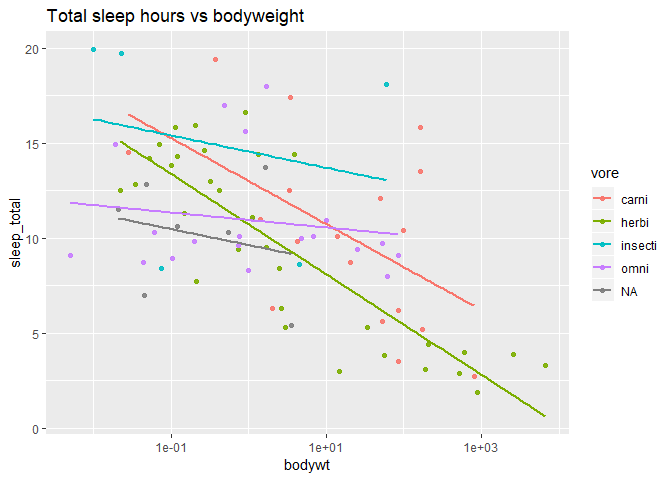 Total sleep hours vs bodyweight
20
15
10
5
0
sleep_total
1e-01
1e+01
1e+03
bodywt
vore
carni
herbi
insecti
omni
NA